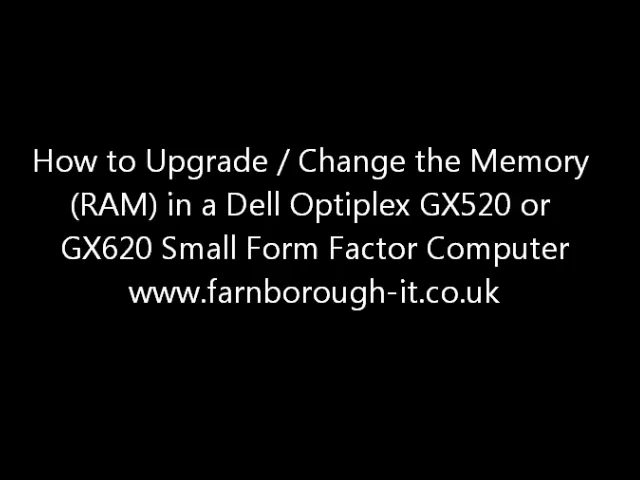 How to Upgrade / Change the Memory
(RAM) in a Dell Optiplex GX520 or
GX620 Small Form Factor Computer
www.farnborough-it.co.uk